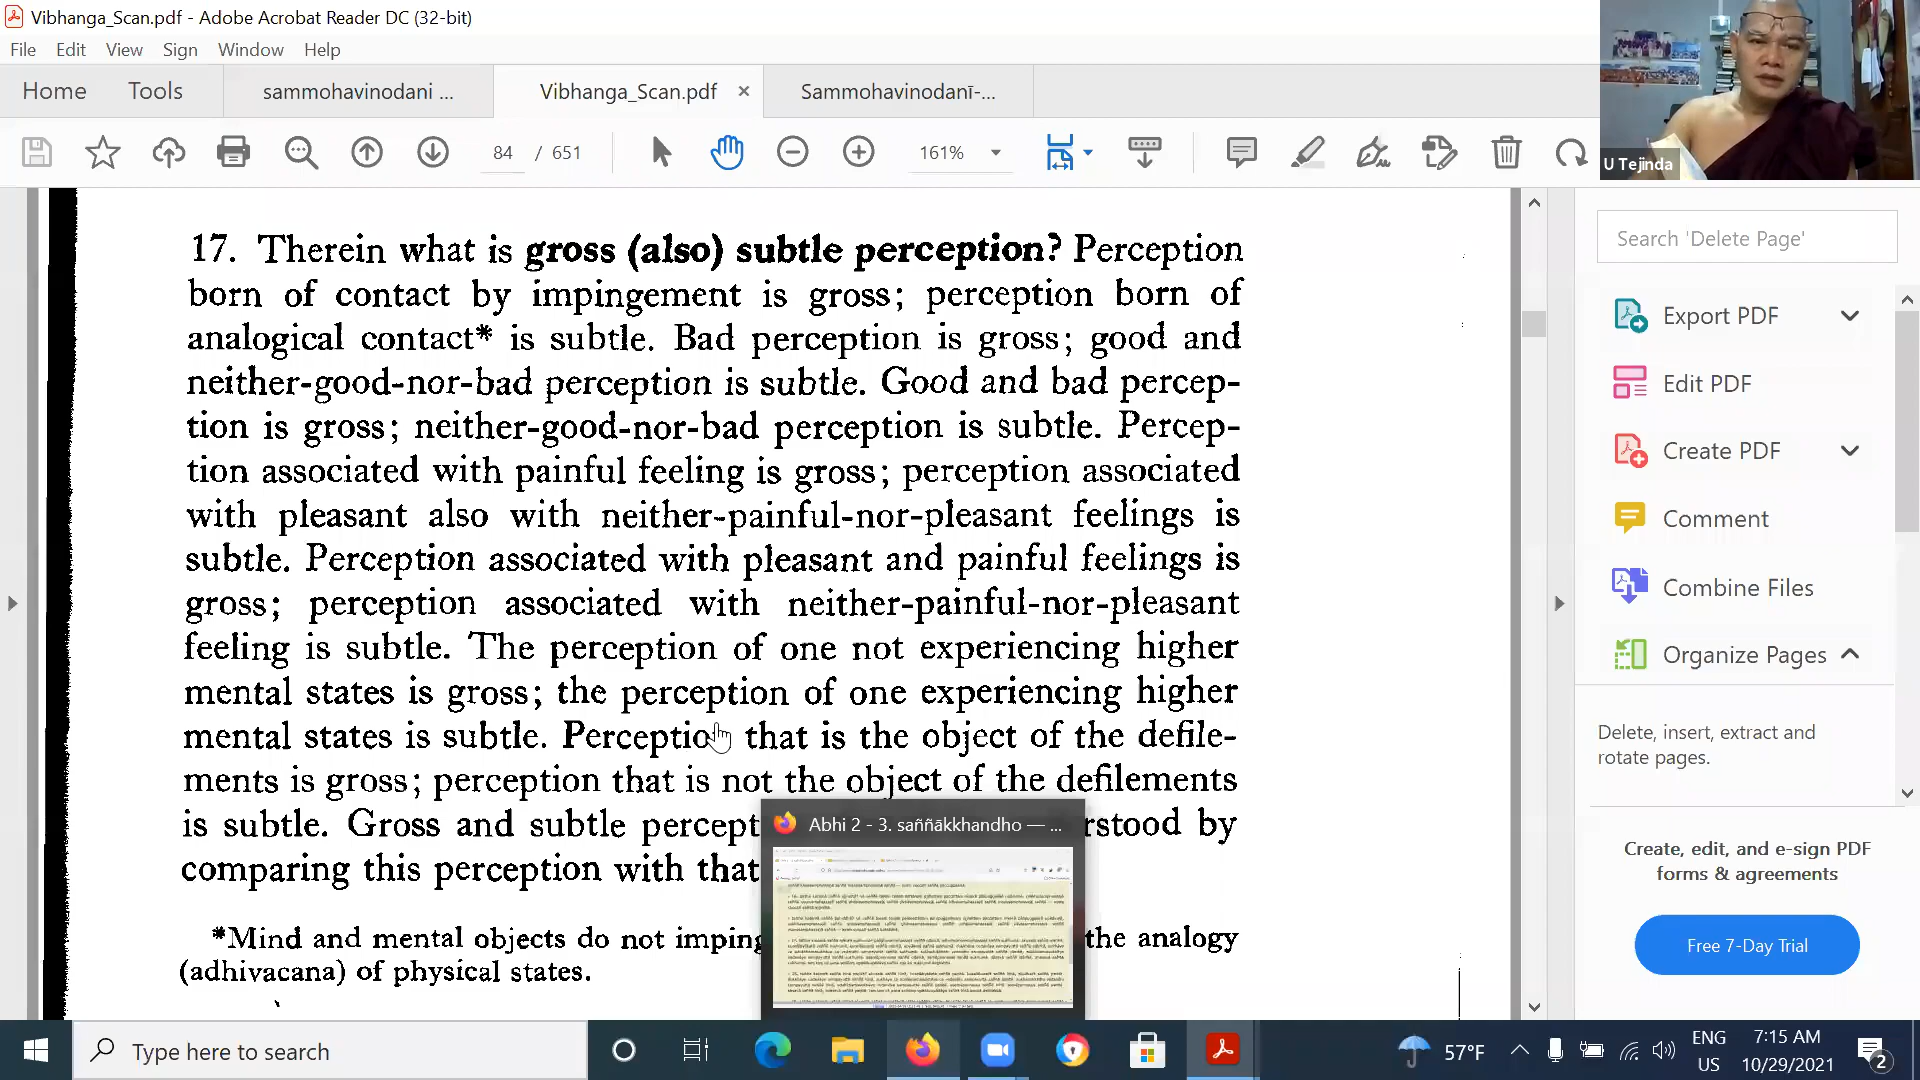 Vibhanga_Scan.pdf - Adobe Acrobat Reader DC (32-bit)
File Edit View Sign Window Help
Home Tools sammohavinodani ... Vibhanga_Scan.pdf × Sammohavinodanī-...
84 / 651 161%
U Tejinda
17. Therein what is gross (also) subtle perception? Perception
born of contact by impingement is gross; perception born of
analogical contact* is subtle. Bad perception is gross; good and
neither-good-nor-bad perception is subtle. Good and bad percep-
tion is gross; neither-good-nor-bad perception is subtle. Percep-
tion associated with painful feeling is gross; perception associated
with pleasant also with neither-painful-nor-pleasant feelings is
subtle. Perception associated with pleasant and painful feelings is
gross; perception associated with neither-painful-nor-pleasant
feeling is subtle. The perception of one not experiencing higher
mental states is gross; the perception of one experiencing higher
mental states is subtle. Perception that is the object of the defile-
ments is gross; perception that is not the object of the defilements
is subtle. Gross and subtle percept rstood by
comparing this perception with that
*Mind and mental objects do not imping the analogy
(adhivacana) of physical states.
Abhi 2 - 3. saññākkhandho — ...
Search 'Delete Page'
Export PDF
Edit PDF
Create PDF
Comment
Combine Files
Organize Pages
Delete, insert, extract and
rotate pages.
Create, edit, and e-sign PDF
forms & agreements
Free 7-Day Trial
Type here to search
57°F
ENG
US
7:15 AM
10/29/2021
2